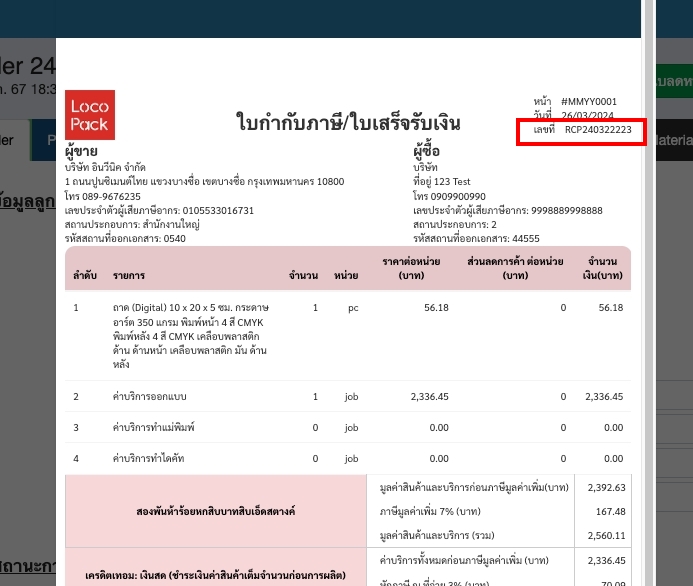 ler 24
. 67 18:3
บลดห
ler
P
lateria
ข้อมูลลูก
Loco
Pack
ใบกำกับภาษี/ใบเสร็จรับเงิน
หน้า #MMYY0001
วันที่ 26/03/2024
เลขที่ RCP240322223
ผู้ขาย
บริษัท อินวีนิค จำกัด
1 ถนนปูนซิเมนต์ไทย แขวงบางซื่อ เขตบางซื่อ กรุงเทพมหานคร 10800
โทร 089-9676235
เลขประจำตัวผู้เสียภาษีอากร: 0105533016731
สถานประกอบการ: สำนักงานใหญ่
รหัสสถานที่ออกเอกสาร: 0540
ผู้ซื้อ
บริษัท
ที่อยู่ 123 Test
โทร 0909900990
เลขประจำตัวผู้เสียภาษีอากร: 9998889998888
สถานประกอบการ: 2
รหัสสถานที่ออกเอกสาร: 44555
ลำดับ รายการ จำนวน หน่วย ราคาต่อหน่วย (บาท) ส่วนลดการค้า ต่อหน่วย (บาท) จำนวน เงิน(บาท)
1 ถาด (Digital) 10 x 20 x 5 ซม. กระดาษ 1 pc 56.18 0 56.18
อาร์ต 350 แกรม พิมพ์หน้า 4 สี CMYK
พิมพ์หลัง 4 สี CMYK เคลือบพลาสติก
ด้าน ด้านหน้า เคลือบพลาสติก มัน ด้าน
หลัง
2 ค่าบริการออกแบบ 1 job 2,336.45 0 2,336.45
3 ค่าบริการทำแม่พิมพ์ 0 job 0.00 0 0.00
4 ค่าบริการทำไดคัท 0 job 0.00 0 0.00
สองพันห้าร้อยหกสิบบาทสิบเอ็ดสตางค์
มูลค่าสินค้าและบริการก่อนภาษีมูลค่าเพิ่ม(บาท) 2,392.63
ภาษีมูลค่าเพิ่ม 7% (บาท) 167.48
มูลค่าสินค้าและบริการ (รวม) 2,560.11
เครดิตเทอม: เงินสด (ชำระเงินค่าสินค้าเต็มจำนวนก่อนการผลิต)
ค่าบริการทั้งหมดก่อนภาษีมูลค่าเพิ่ม (บาท) 2,336.45
หักภาษี ณ ที่จ่าย 3% (บาท) 70.09